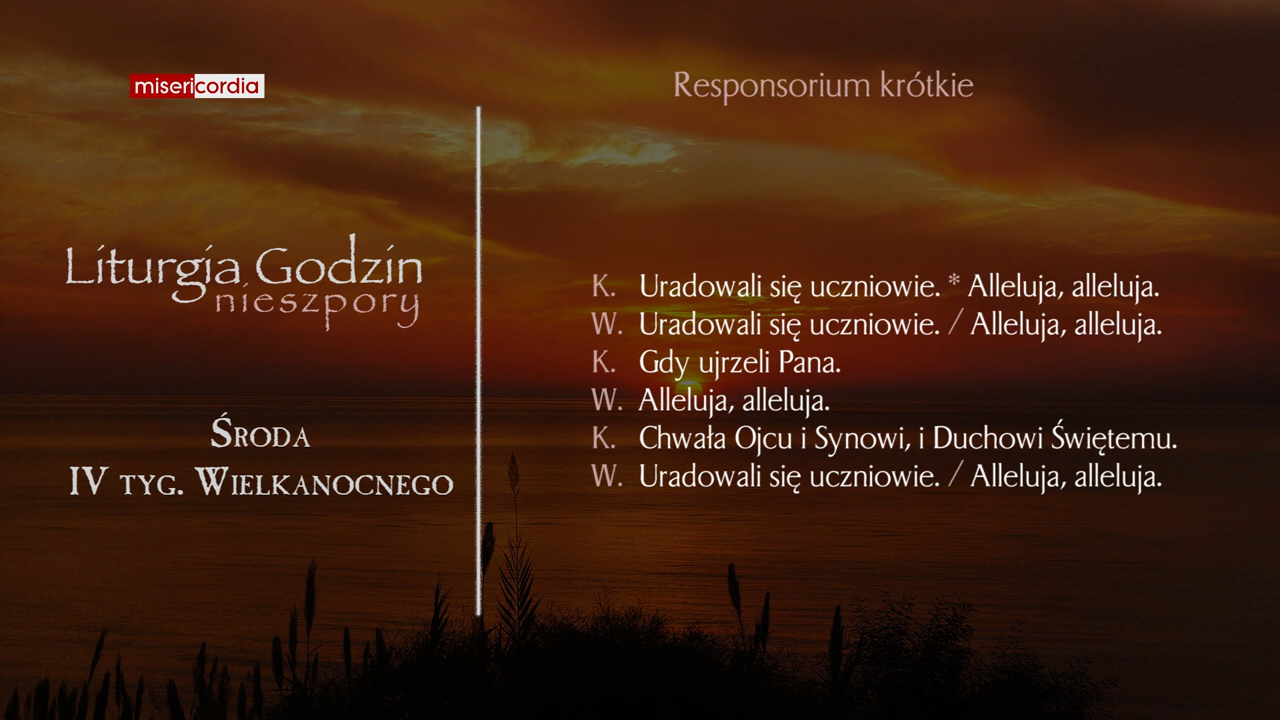 misericordia
Liturgia Godzin
nieszpory
Środa
IV tyg. Wielkanocnego
Responsorium krótkie
K. Uradowali się uczniowie. * Alleluja, alleluja.
W. Uradowali się uczniowie. / Alleluja, alleluja.
K. Gdy ujrzeli Pana.
W. Alleluja, alleluja.
K. Chwała Ojcu i Synowi, i Duchowi Świętemu.
W. Uradowali się uczniowie. / Alleluja, alleluja.